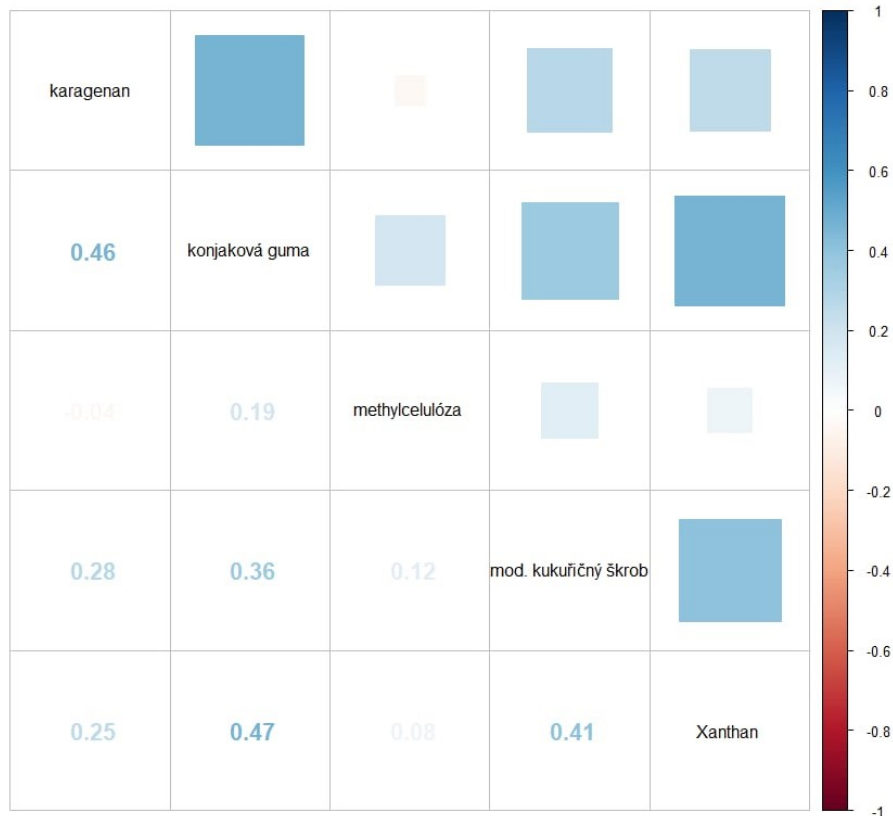 karagenan
0.46 konjaková guma
-0.04 0.19 methylcelulóza
0.28 0.36 0.12 mod. kukuřičný škrob
0.25 0.47 0.08 0.41 Xanthan
1
0.8
0.6
0.4
0.2
0
-0.2
-0.4
-0.6
-0.8
-1